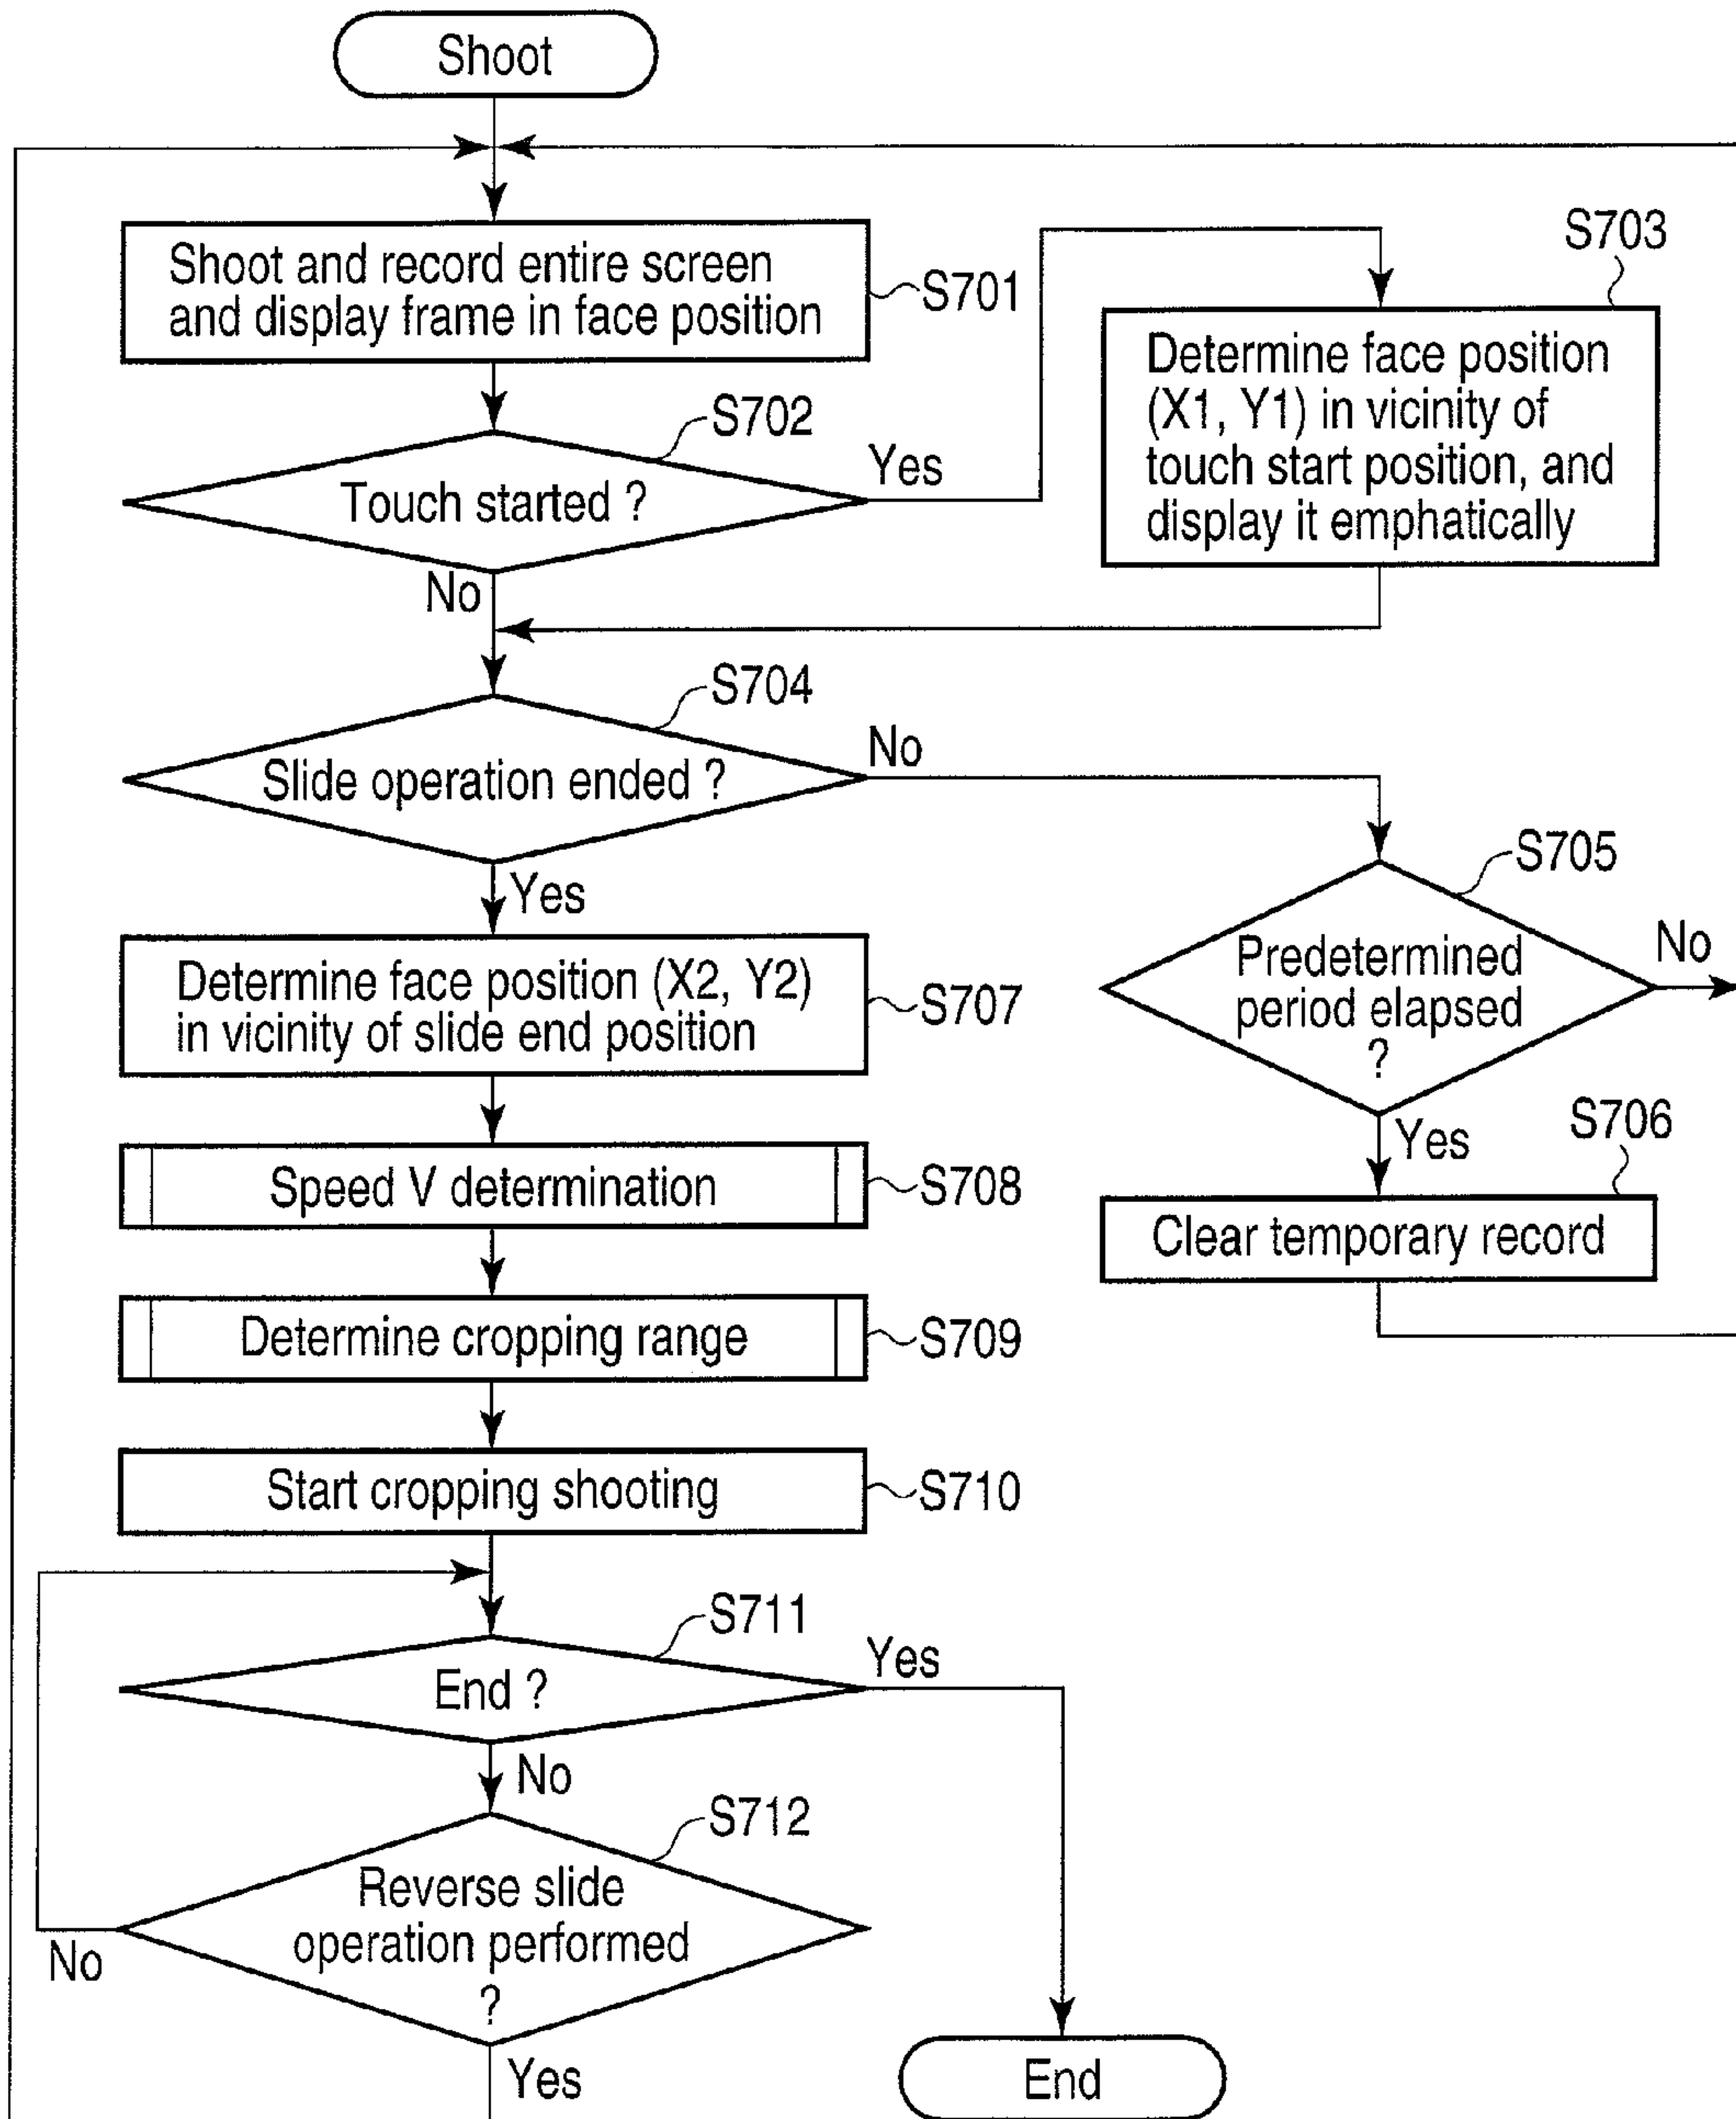 Shoot
Shoot and record entire screen
and display frame in face position
S701
S703
Determine face position
(X1, Y1) in vicinity of
touch start position, and
display it emphatically
S702
Touch started ?
Yes
No
S704
Slide operation ended ?
No
Yes
S705
Predetermined
period elapsed
?
No
Yes
S706
Clear temporary record
Determine face position (X2, Y2)
in vicinity of slide end position
S707
Speed V determination
S708
Determine cropping range
S709
Start cropping shooting
S710
S711
End ?
Yes
No
S712
Reverse slide
operation performed
?
No
Yes
End